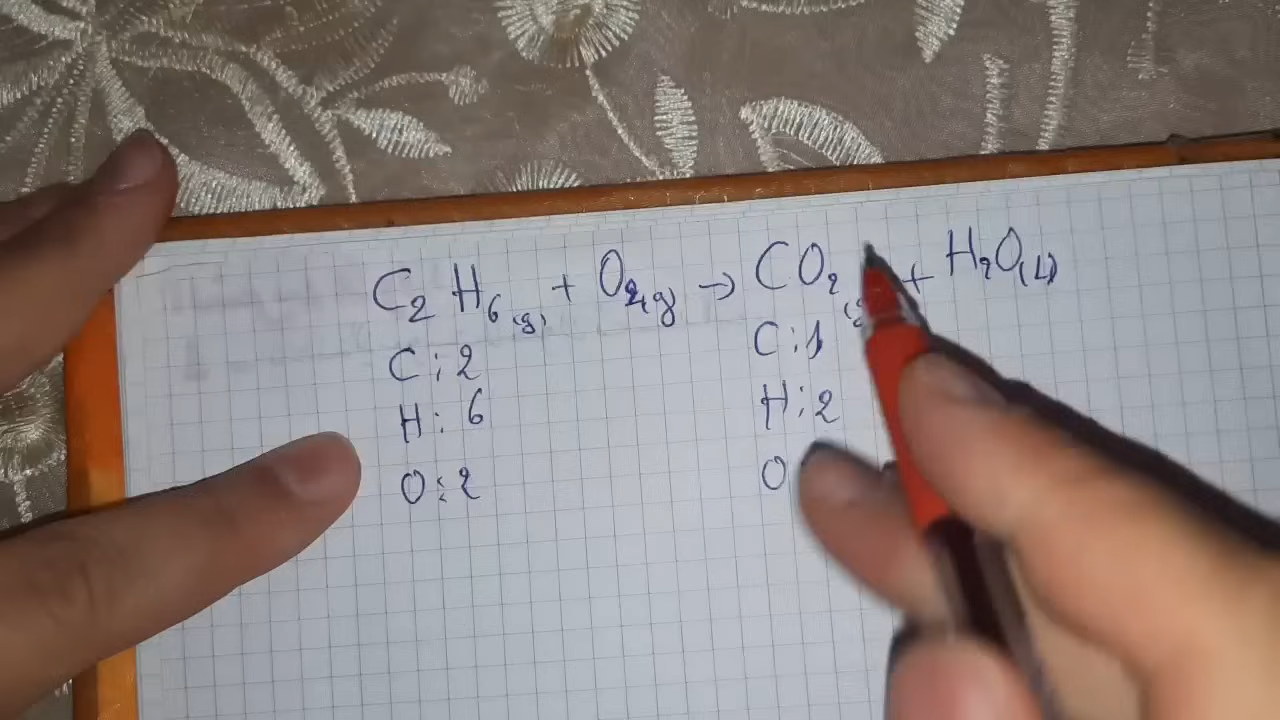 C₂ H₆ (g) + O₂(g) → CO₂ (g + H₂O(L)
C:2 C:1
H:6 H:2
O:2 O